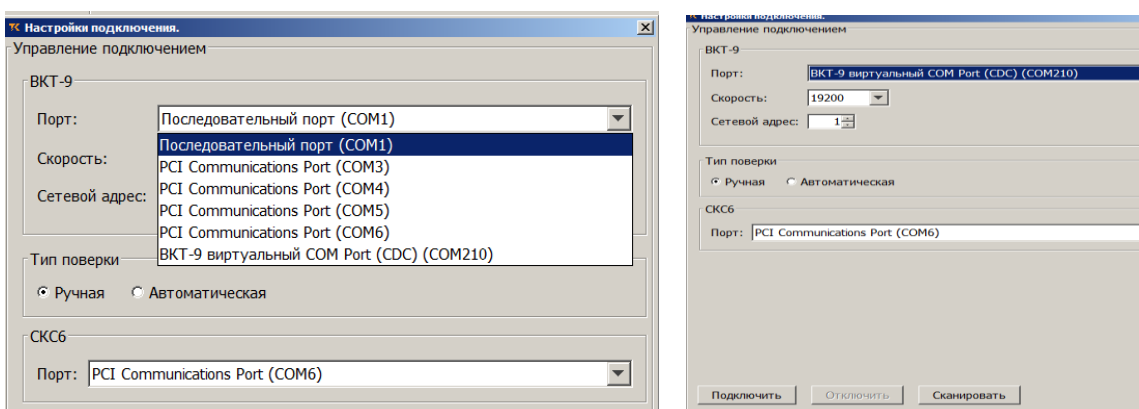 Настройки подключения.
Управление подключением
ВКТ-9
Порт: Последовательный порт (COM1)
Последовательный порт (COM1)
Скорость: PCI Communications Port (COM3)
PCI Communications Port (COM4)
Сетевой адрес: PCI Communications Port (COM5)
PCI Communications Port (COM6)
ВКТ-9 виртуальный COM Port (CDC) (COM210)
Тип поверки
Ручная Автоматическая
СКС6
Порт: PCI Communications Port (COM6)
Настройки подключения.
Управление подключением
ВКТ-9
Порт: ВКТ-9 виртуальный COM Port (CDC) (COM210)
Скорость: 19200
Сетевой адрес: 1
Тип поверки
Ручная Автоматическая
СКС6
Порт: PCI Communications Port (COM6)
Подключить Отключить Сканировать